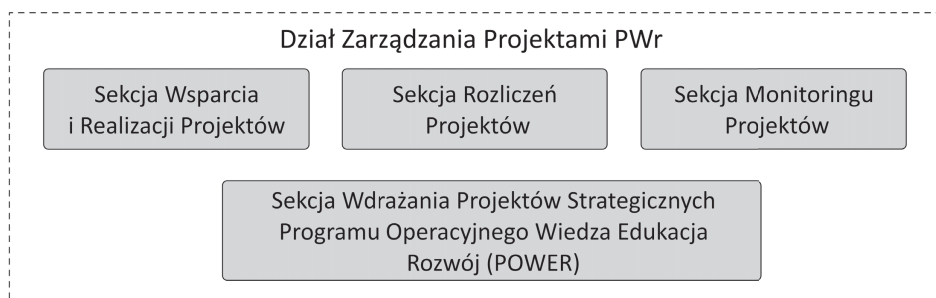 Dział Zarządzania Projektami PWr
Sekcja Wsparcia
i Realizacji Projektów
Sekcja Rozliczeń
Projektów
Sekcja Monitoringu
Projektów
Sekcja Wdrażania Projektów Strategicznych
Programu Operacyjnego Wiedza Edukacja
Rozwój (POWER)